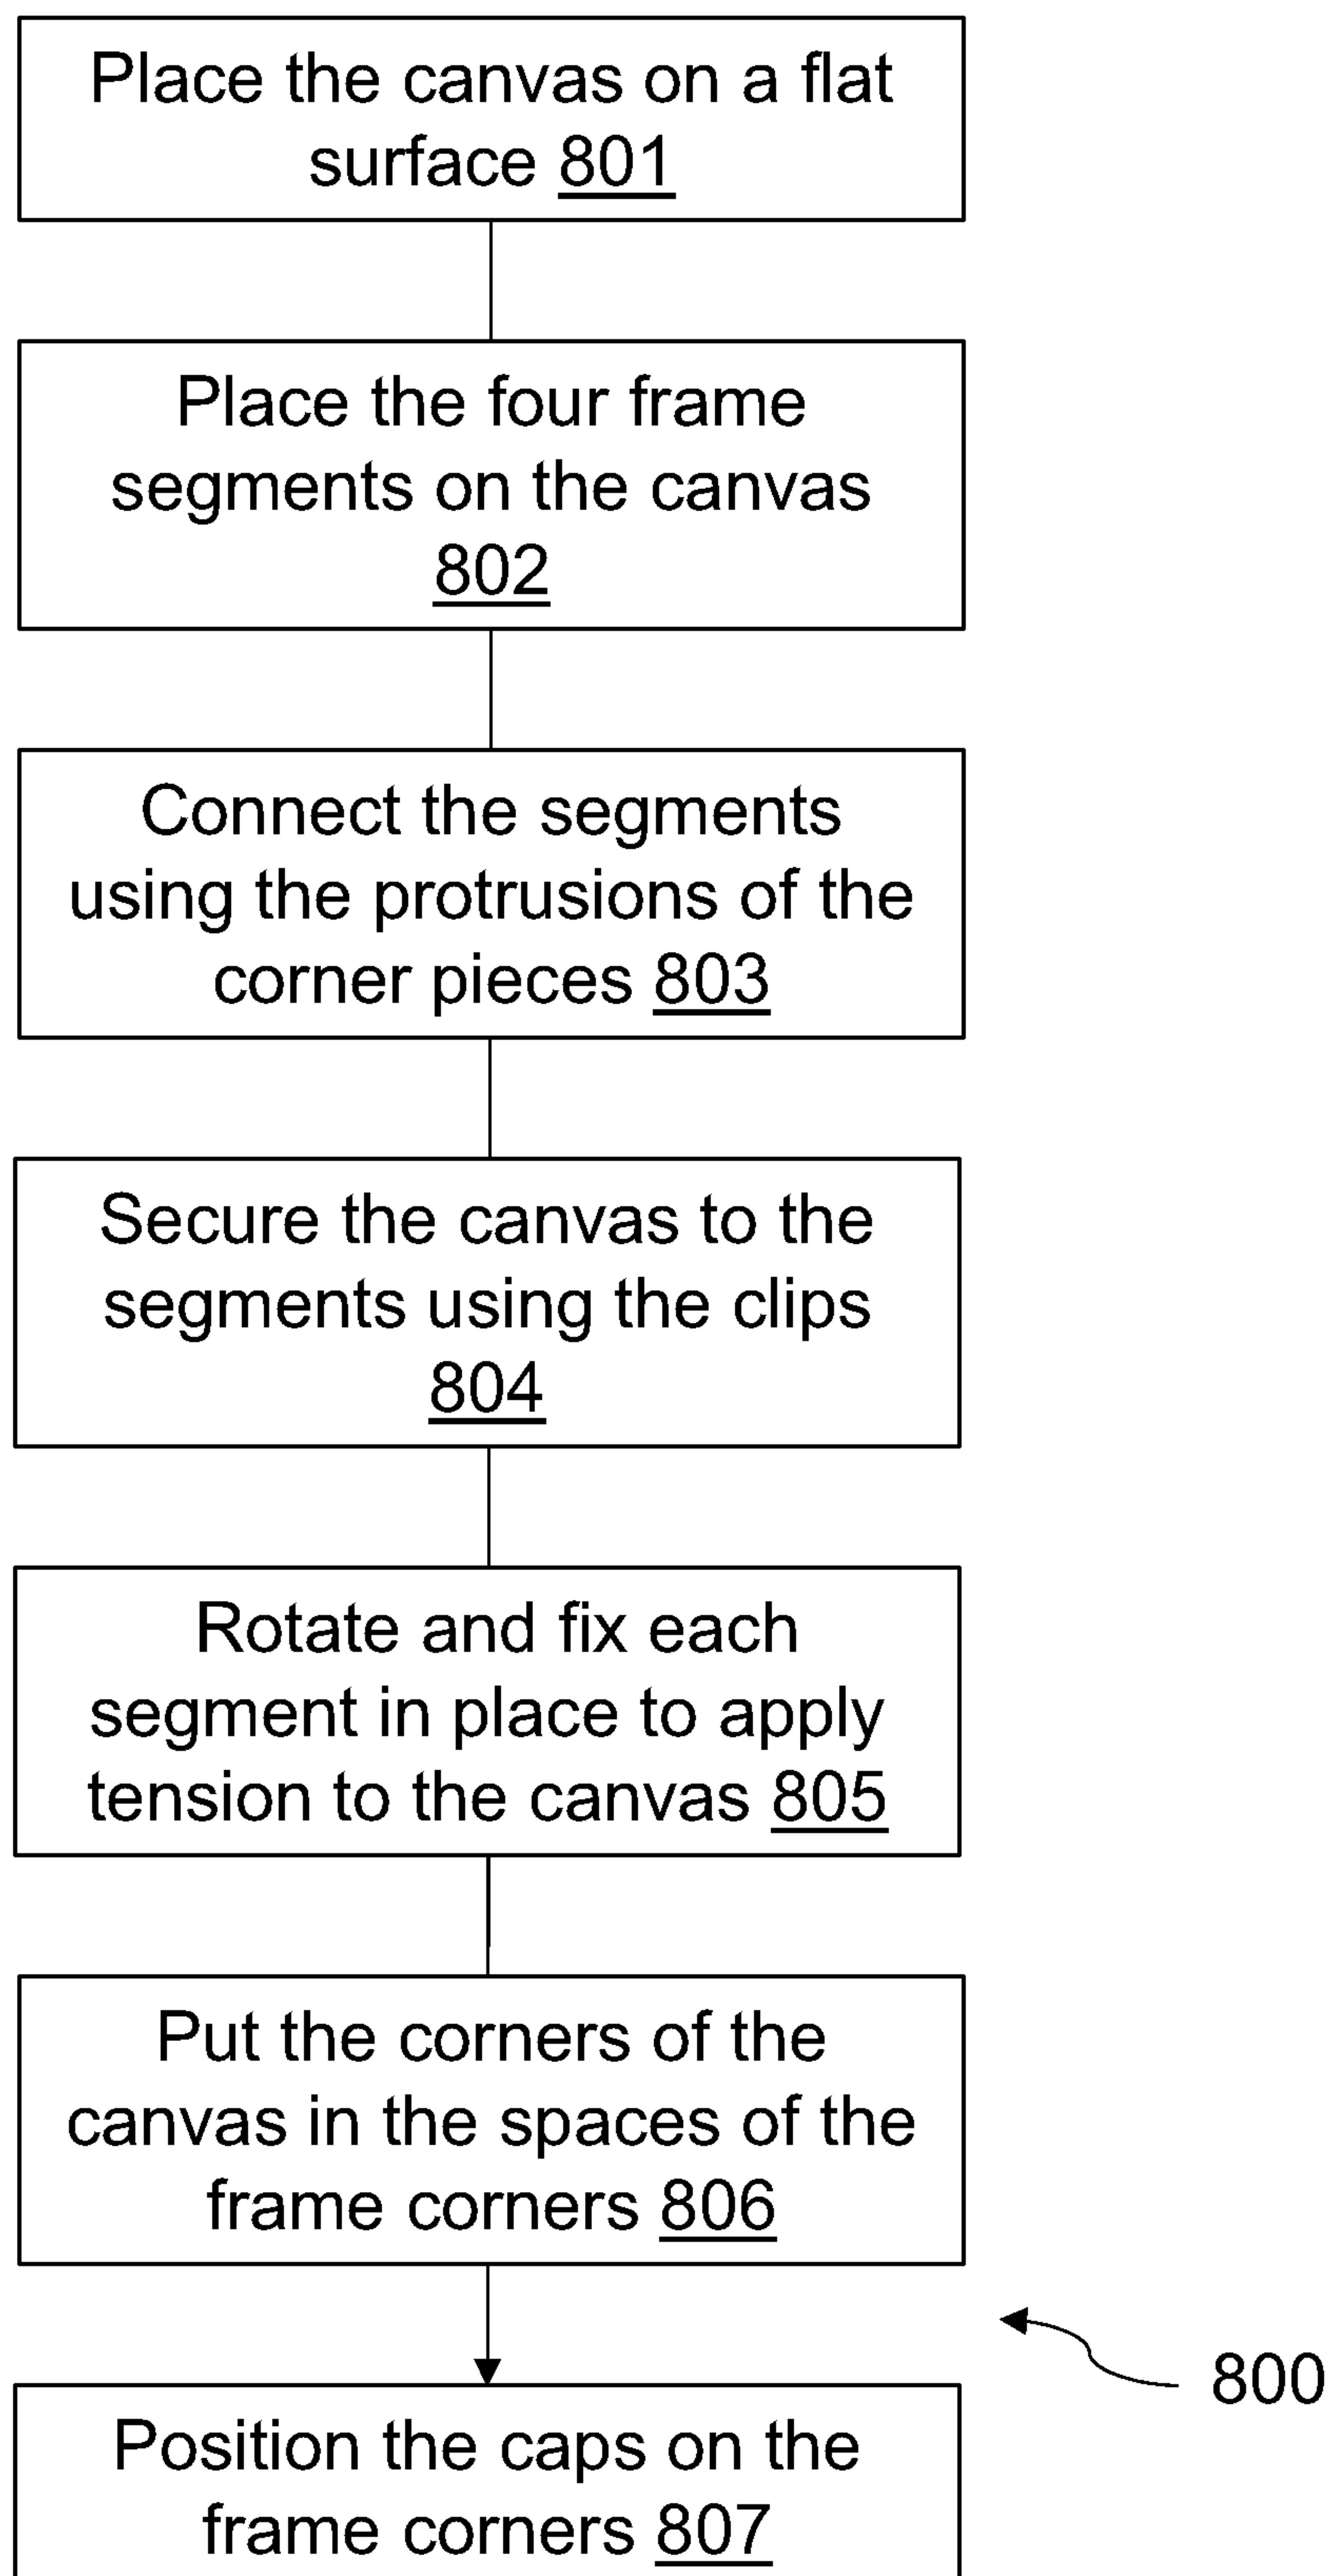 Place the canvas on a flat
surface 801
Place the four frame
segments on the canvas
802
Connect the segments
using the protrusions of the
corner pieces 803
Secure the canvas to the
segments using the clips
804
Rotate and fix each
segment in place to apply
tension to the canvas 805
Put the corners of the
canvas in the spaces of the
frame corners 806
800
Position the caps on the
frame corners 807